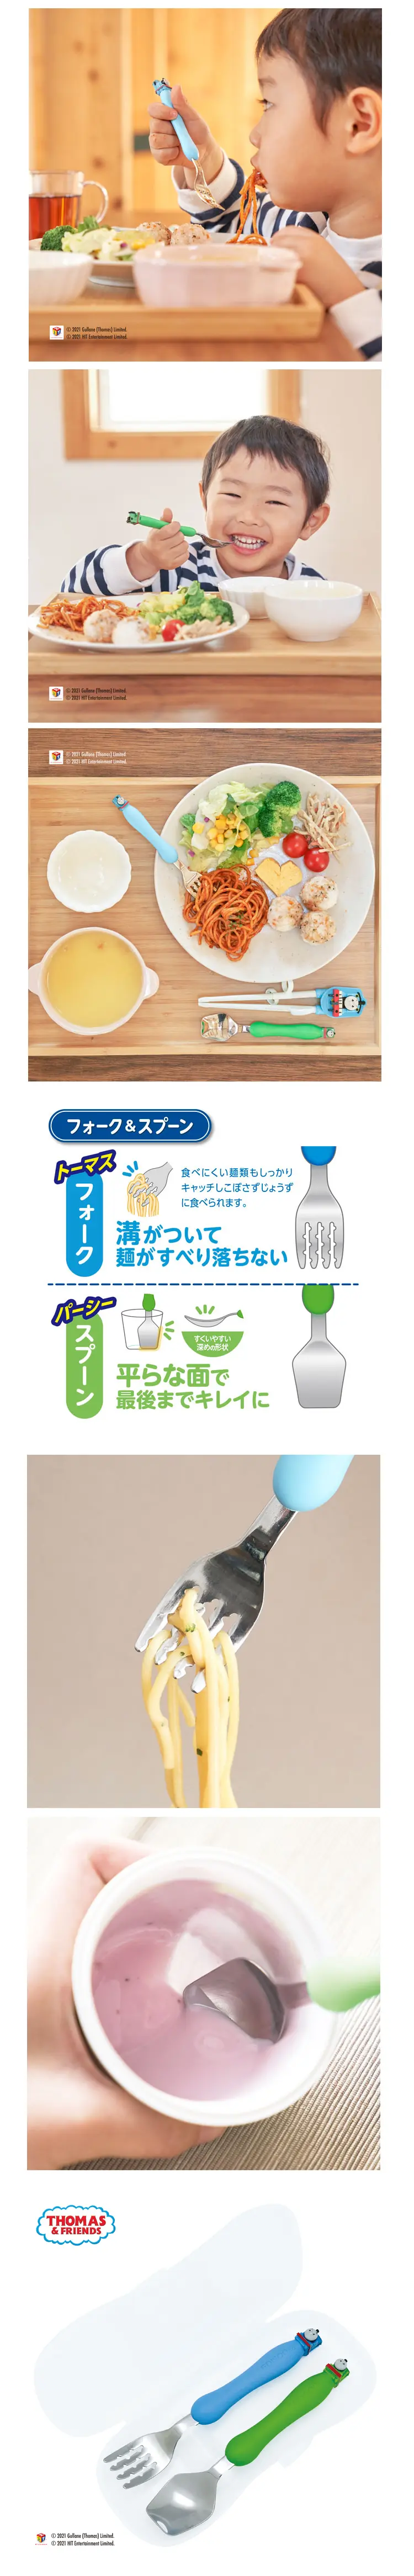 © 2021 Gullane [Thomas] Limited.
© 2021 HIT Entertainment Limited.
© 2021 Gullane [Thomas] Limited.
© 2021 HIT Entertainment Limited.
© 2021 Gullane [Thomas] Limited.
© 2021 HIT Entertainment Limited.
フォーク&スプーン
トーマス
フォーク
食べにくい麺類もしっかり
キャッチしこぼさずじょうず
に食べられます。
溝がついて
麺がすべり落ちない
パーシー
スプーン
すくいやすい
深めの形状
平らな面で
最後までキレイに
THOMAS
& FRIENDS
© 2021 Gullane [Thomas] Limited.
© 2021 HIT Entertainment Limited.